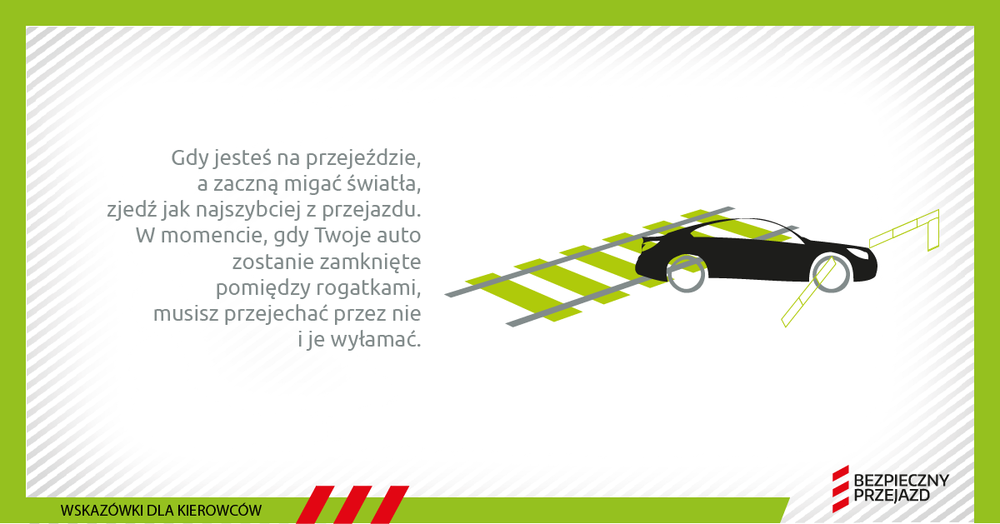 Gdy jesteś na przejeździe,
a zaczną migać światła,
zjedź jak najszybciej z przejazdu.
W momencie, gdy Twoje auto
zostanie zamknięte
pomiędzy rogatkami,
musisz przejechać przez nie
i je wyłamać.
WSKAZÓWKI DLA KIEROWCÓW
BEZPIECZNY
PRZEJAZD